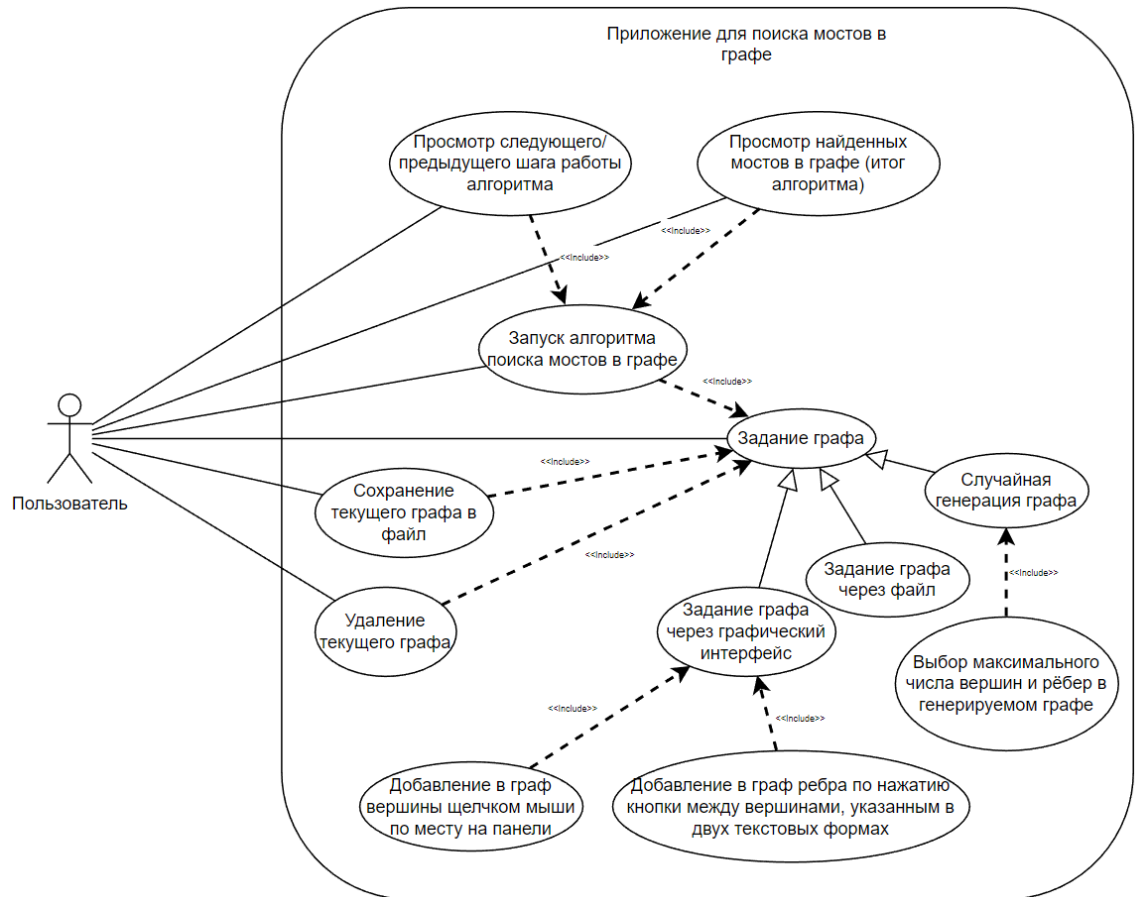 Приложение для поиска мостов в
графе
Просмотр следующего/
предыдущего шага работы
алгоритма
Просмотр найденных
мостов в графе (итог
алгоритма)
<<Include>>
<<Include>>
Запуск алгоритма
поиска мостов в графе
<<Include>>
Задание графа
Пользователь
<<Include>>
Сохранение
текущего графа в
файл
Случайная
генерация графа
<<Include>>
<<Include>>
Задание графа
через файл
Удаление
текущего графа
Задание графа
через графический
интерфейс
Выбор максимального
числа вершин и рёбер в
генерируемом графе
<<Include>>
<<Include>>
Добавление в граф
вершины щелчком мыши
по месту на панели
Добавление в граф ребра по нажатию
кнопки между вершинами, указанным в
двух текстовых формах